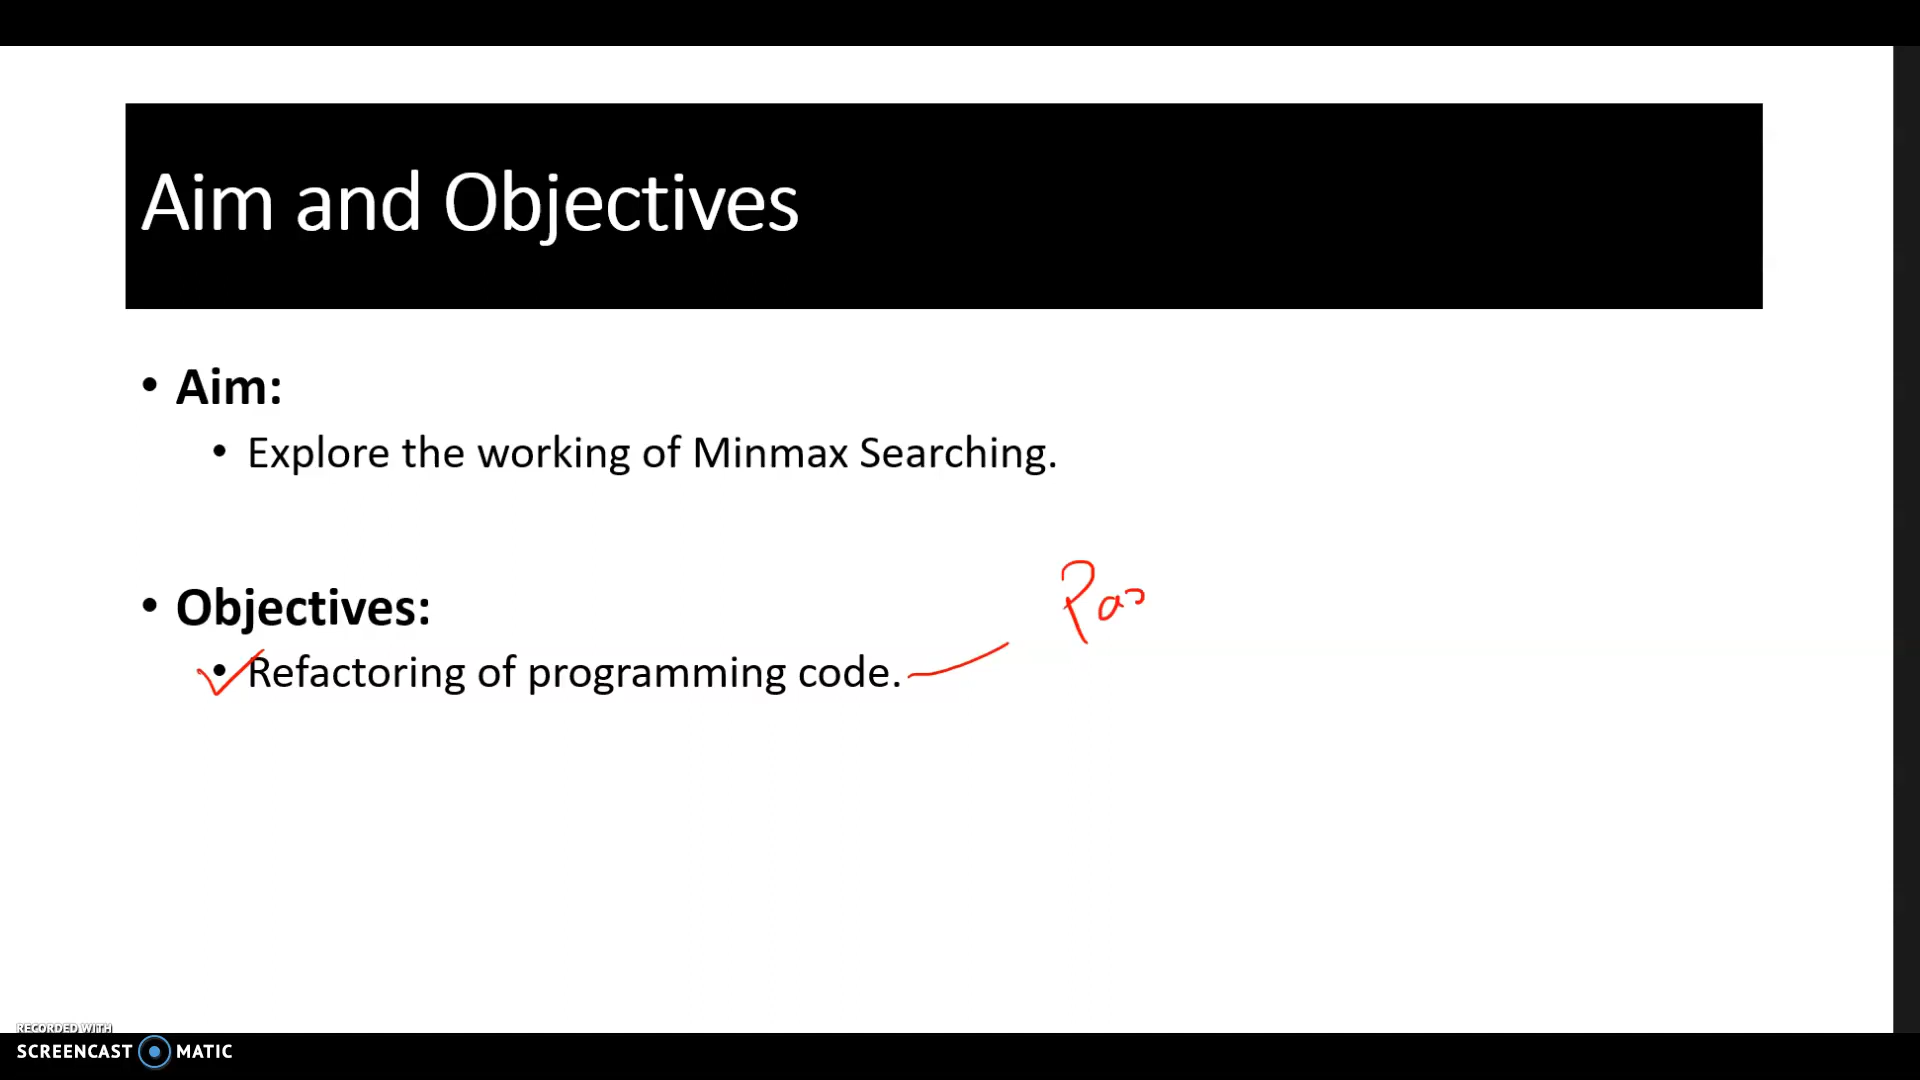 Aim and Objectives
• Aim:
• Explore the working of Minmax Searching.
• Objectives:
• Refactoring of programming code.
RECORDED WITH
SCREENCAST MATIC